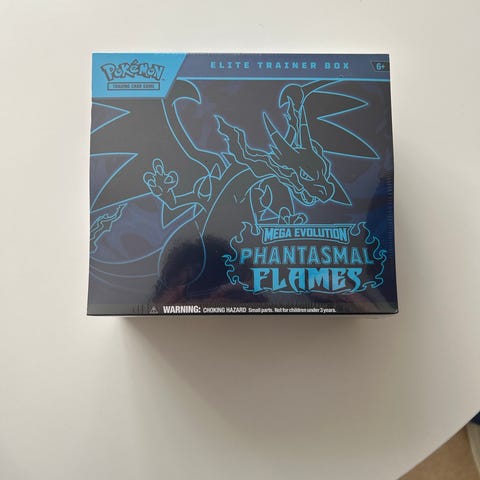 POKÉMON
TRADING CARD GAME
ELITE TRAINER BOX
6+
MEGA EVOLUTION
PHANTASMAL
FLAMES
WARNING: CHOKING HAZARD Small parts. Not for children under 3 years.